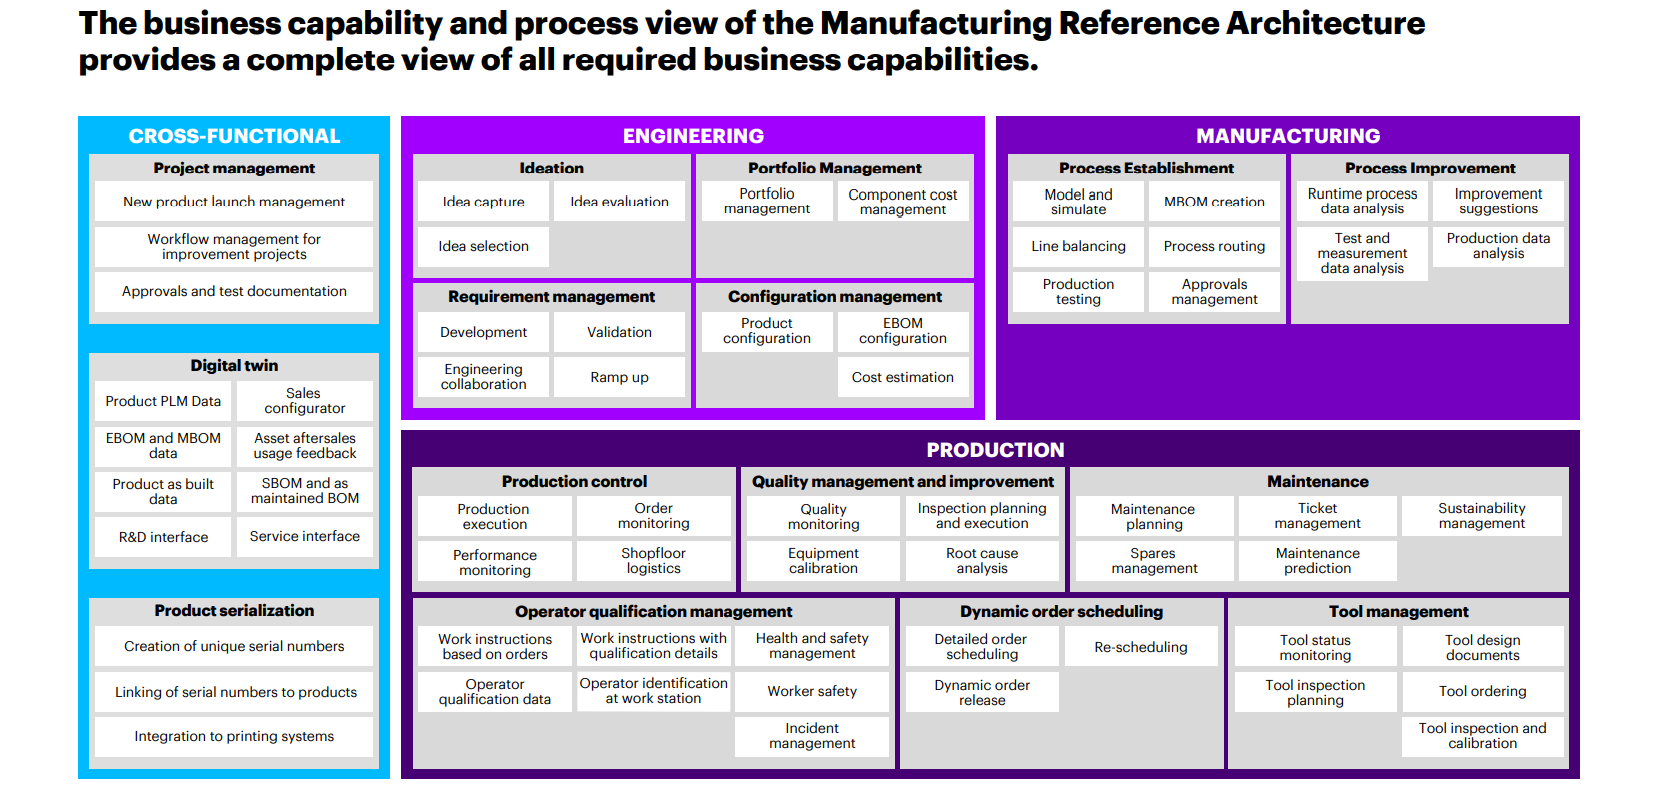 The business capability and process view of the Manufacturing Reference Architecture
provides a complete view of all required business capabilities.
CROSS-FUNCTIONAL
Project management
New product launch management
Workflow management for
improvement projects
Approvals and test documentation
Digital twin
Product PLM Data
Sales
configurator
EBOM and MBOM
data
Asset aftersales
usage feedback
Product as built
data
SBOM and as
maintained BOM
R&D interface
Service interface
Product serialization
Creation of unique serial numbers
Linking of serial numbers to products
Integration to printing systems
ENGINEERING
Ideation
Idea capture
Idea evaluation
Idea selection
Portfolio Management
Portfolio
management
Component cost
management
Requirement management
Development
Validation
Engineering
collaboration
Ramp up
Configuration management
Product
configuration
EBOM
configuration
Cost estimation
MANUFACTURING
Process Establishment
Model and
simulate
MBOM creation
Line balancing
Process routing
Production
testing
Approvals
management
Process Improvement
Runtime process
data analysis
Improvement
suggestions
Test and
measurement
data analysis
Production data
analysis
PRODUCTION
Production control
Production
execution
Order
monitoring
Performance
monitoring
Shopfloor
logistics
Quality management and improvement
Quality
monitoring
Inspection planning
and execution
Equipment
calibration
Root cause
analysis
Maintenance
Maintenance
planning
Ticket
management
Sustainability
management
Spares
management
Maintenance
prediction
Operator qualification management
Work instructions
based on orders
Work instructions with
qualification details
Health and safety
management
Operator
qualification data
Operator identification
at work station
Worker safety
Incident
management
Dynamic order scheduling
Detailed order
scheduling
Re-scheduling
Dynamic order
release
Tool management
Tool status
monitoring
Tool design
documents
Tool inspection
planning
Tool ordering
Tool inspection and
calibration